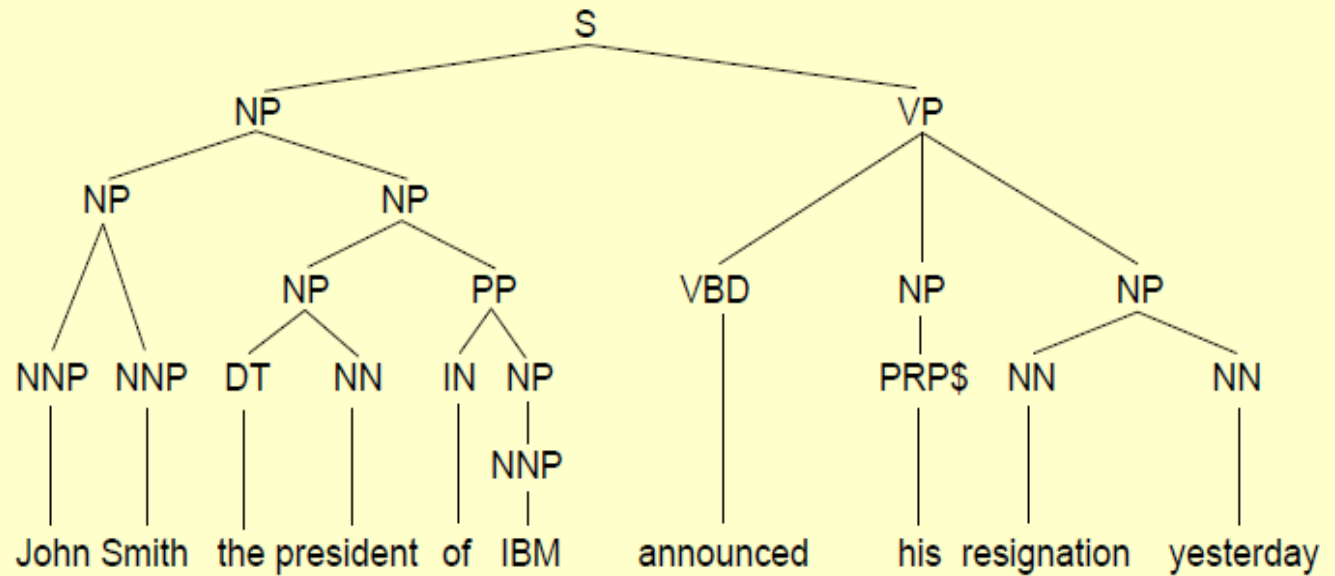 S
NP VP
NP NP
NP PP VBD NP NP
NNP NNP DT NN IN NP PRP$ NN NN
NNP
John Smith the president of IBM announced his resignation yesterday